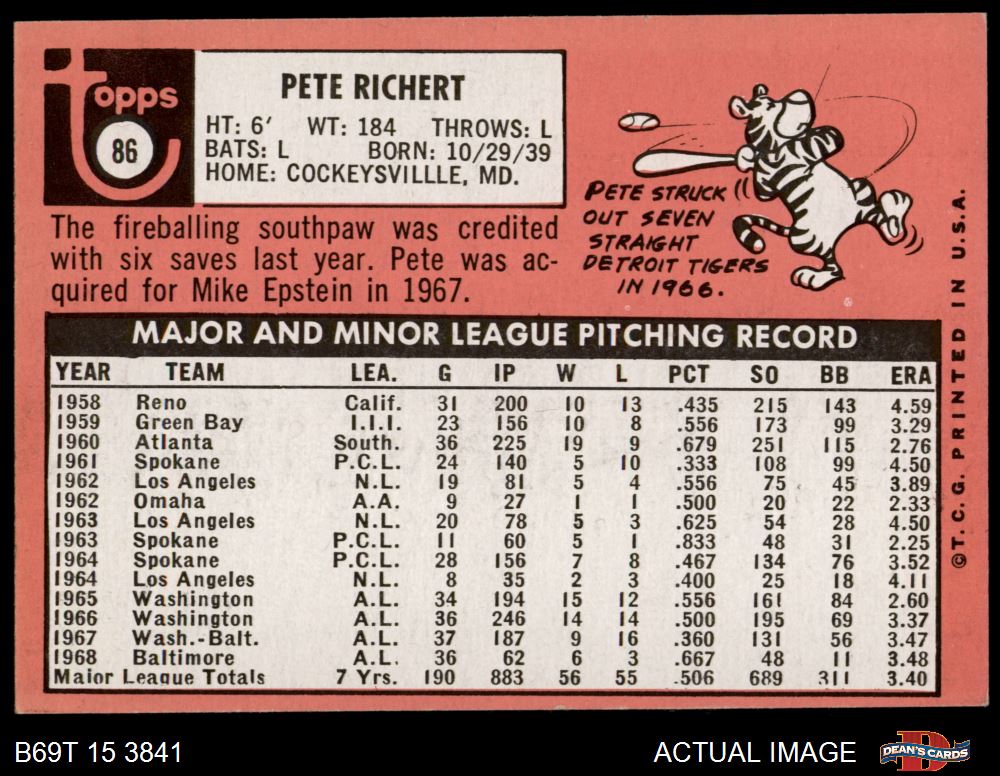 topps
86
PETE RICHERT
HT: 6′ WT: 184 THROWS: L
BATS: L BORN: 10/29/39
HOME: COCKEYSVILLLE, MD.
The fireballing southpaw was credited
with six saves last year. Pete was ac-
quired for Mike Epstein in 1967.
PETE STRUCK
OUT SEVEN
STRAIGHT
DETROIT TIGERS
IN 1966.
MAJOR AND MINOR LEAGUE PITCHING RECORD
YEAR TEAM LEA. G IP W L PCT SO BB ERA
1958 Reno Calif. 31 200 10 13 .435 215 143 4.59
1959 Green Bay I.I.I. 23 156 10 8 .556 173 99 3.29
1960 Atlanta South. 36 225 19 9 .679 251 115 2.76
1961 Spokane P.C.L. 24 140 5 10 .333 108 99 4.50
1962 Los Angeles N.L. 19 81 5 4 .556 75 45 3.89
1962 Omaha A.A. 9 27 1 1 .500 20 22 2.33
1963 Los Angeles N.L. 20 78 5 3 .625 54 28 4.50
1963 Spokane P.C.L. 11 60 5 1 .833 48 31 2.25
1964 Spokane P.C.L. 28 156 7 8 .467 134 76 3.52
1964 Los Angeles N.L. 8 35 2 3 .400 25 18 4.11
1965 Washington A.L. 34 194 15 12 .556 161 84 2.60
1966 Washington A.L. 36 246 14 14 .500 195 69 3.37
1967 Wash.-Balt. A.L. 37 187 9 16 .360 131 56 3.47
1968 Baltimore A.L. 36 62 6 3 .667 48 11 3.48
Major League Totals 7 Yrs. 190 883 56 55 .506 689 311 3.40
©T.C.G. PRINTED IN U.S.A.
B69T 15 3841
ACTUAL IMAGE
DEAN'S CARDS